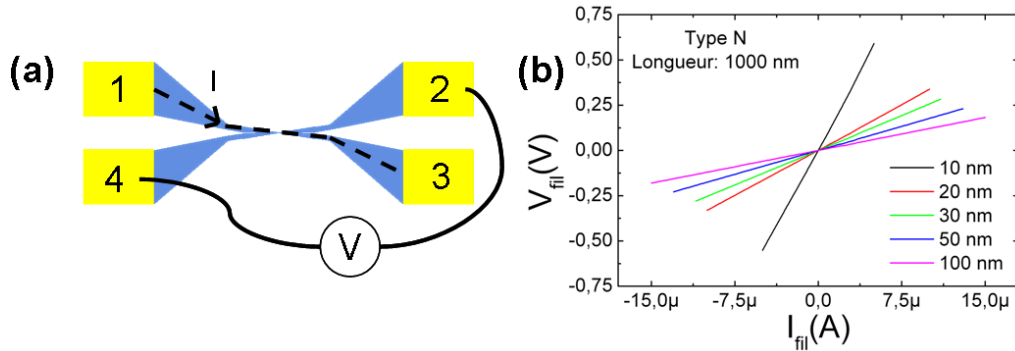 (a)
1
I
2
4
3
V
(b)
Type N
Longueur: 1000 nm
V_fil(V)
0,75
0,50
0,25
0,00
-0,25
-0,50
-0,75
10 nm
20 nm
30 nm
50 nm
100 nm
-15,0µ -7,5µ 0,0 7,5µ 15,0µ
I_fil(A)